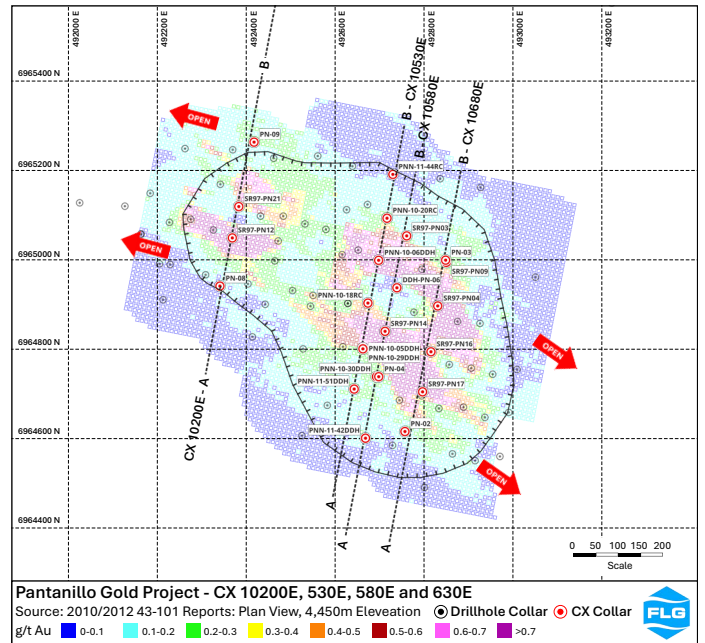 492000 E
492200 E
492400 E
492600 E
492800 E
493000 E
493200 E
6965400 N
6965200 N
6965000 N
6964800 N
6964600 N
6964400 N
B
B - CX 10530E
B - CX 10580E
B - CX 10680E
OPEN
PN-09
PNN-11-44RC
SR97-PN21
PNN-10-20RC
SR97-PN12
SR97-PN03
OPEN
PNN-10-06DDH
PN-03
SR97-PN09
PN-08
DDH-PN-06
PNN-10-18RC
SR97-PN04
SR97-PN14
PNN-10-05DDH
SR97-PN16
OPEN
PNN-10-29DDH
PNN-10-30DDH
PN-04
PNN-11-51DDH
SR97-PN17
CX 10200E - A
PNN-11-42DDH
PN-02
OPEN
A
A
A
0 50 100 150 200
Scale
Pantanillo Gold Project - CX 10200E, 530E, 580E and 630E
Source: 2010/2012 43-101 Reports: Plan View, 4,450m Elevation Drillhole Collar CX Collar
g/t Au 0-0.1 0.1-0.2 0.2-0.3 0.3-0.4 0.4-0.5 0.5-0.6 0.6-0.7 >0.7
FLG